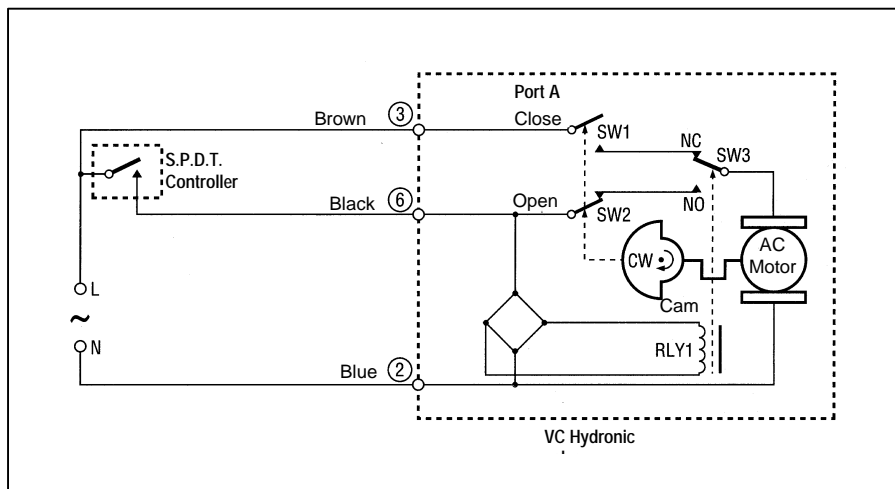 Port A
Brown 3 Close
SW1
NC
SW3
S.P.D.T.
Controller
Black 6 Open
SW2
NO
CW
AC
Motor
Cam
L
~
N
RLY1
Blue 2
VC Hydronic